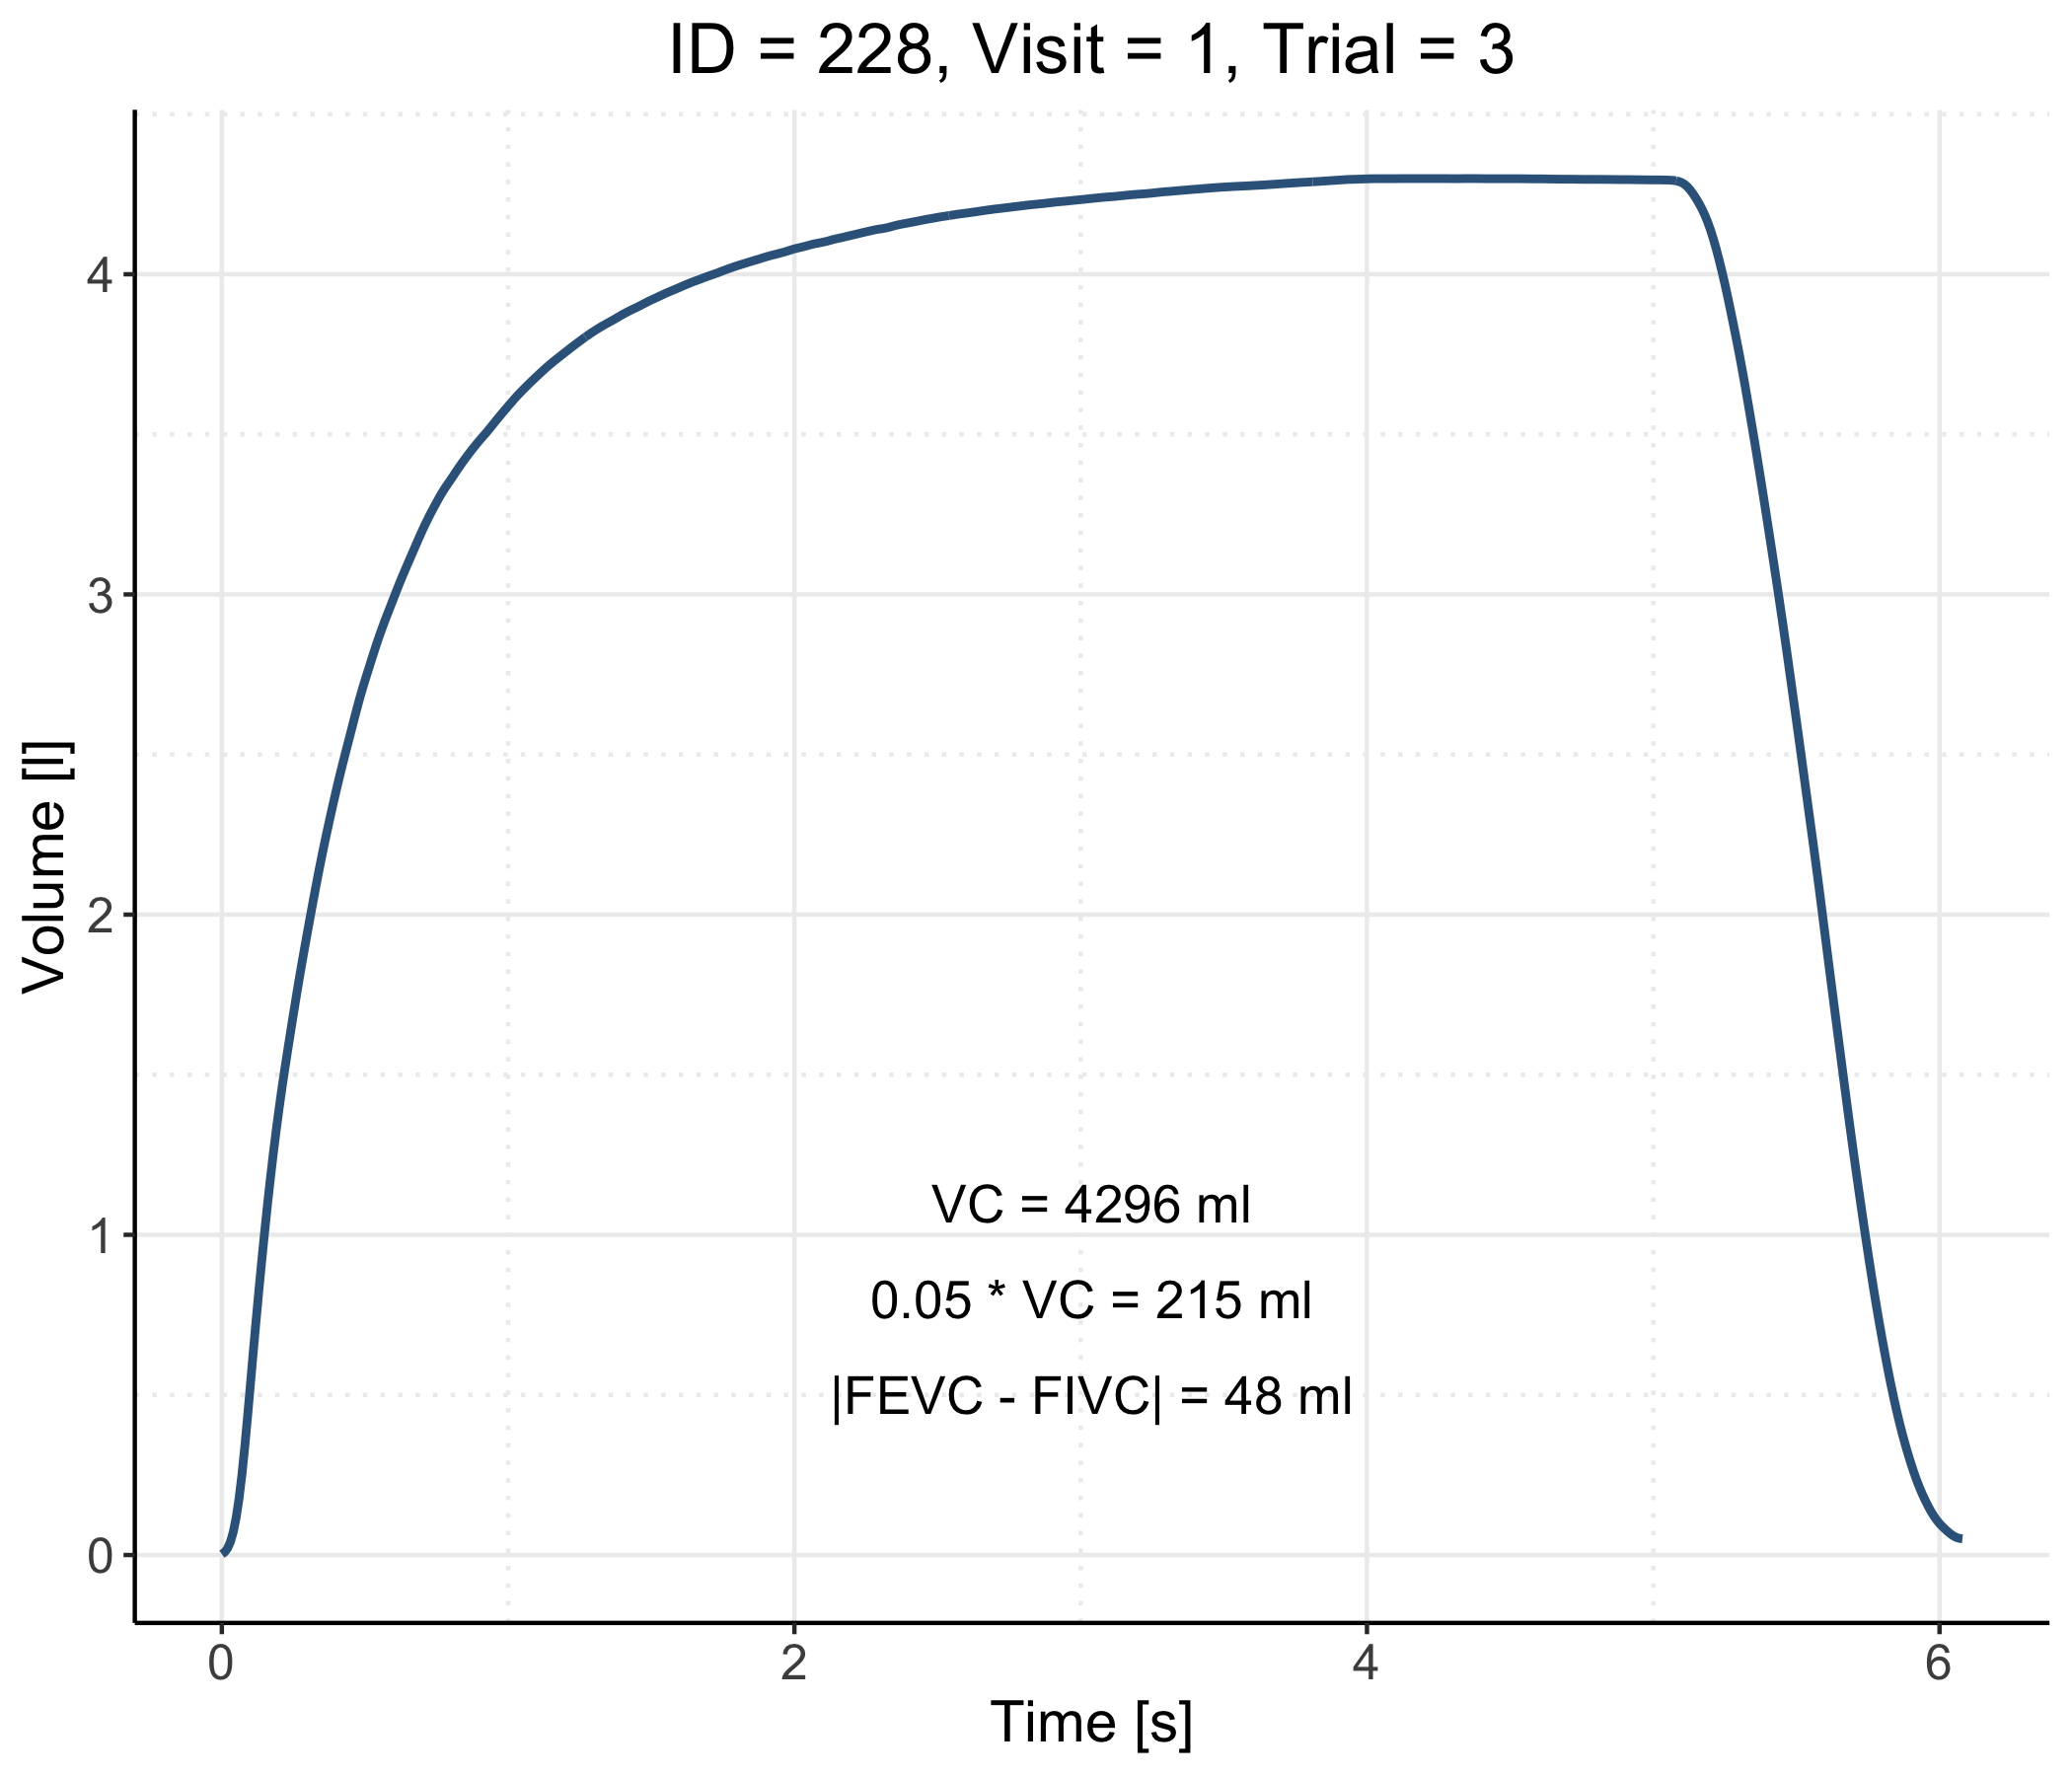 ID = 228, Visit = 1, Trial = 3
4
3
2
1
0
Volume [l]
VC = 4296 ml
0.05 * VC = 215 ml
|FEVC - FIVC| = 48 ml
0 2 4 6
Time [s]